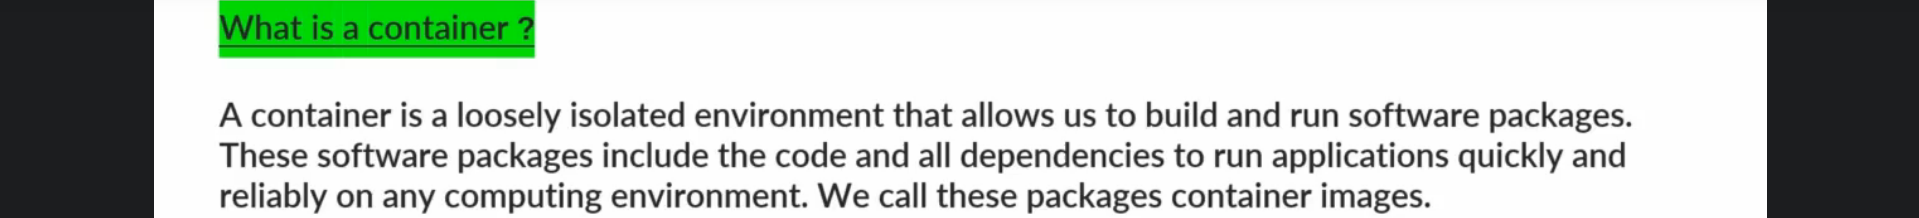 What is a container ?
A container is a loosely isolated environment that allows us to build and run software packages.
These software packages include the code and all dependencies to run applications quickly and
reliably on any computing environment. We call these packages container images.